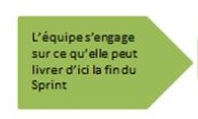 L'équipe s'engage
sur ce qu'elle peut
livrer d'ici la fin du
Sprint